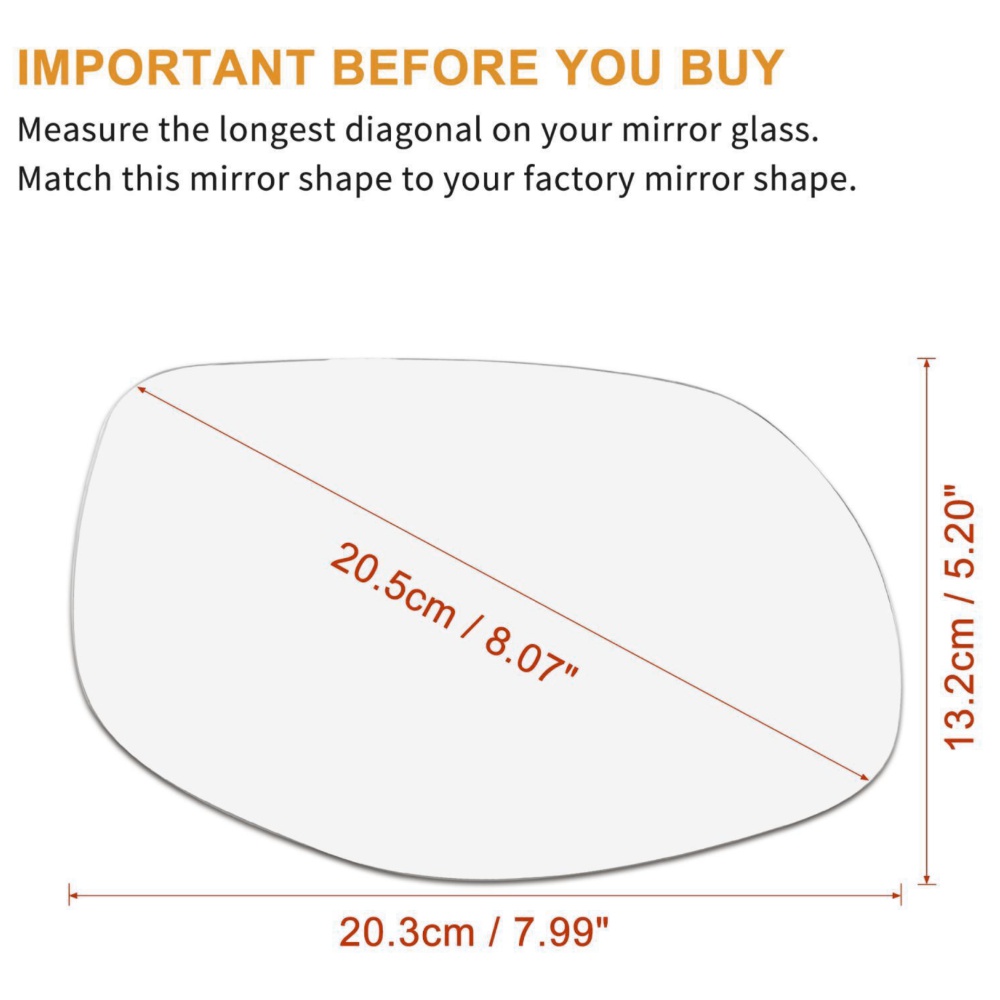 IMPORTANT BEFORE YOU BUY
Measure the longest diagonal on your mirror glass.
Match this mirror shape to your factory mirror shape.
20.5cm / 8.07"
13.2cm / 5.20"
20.3cm / 7.99"